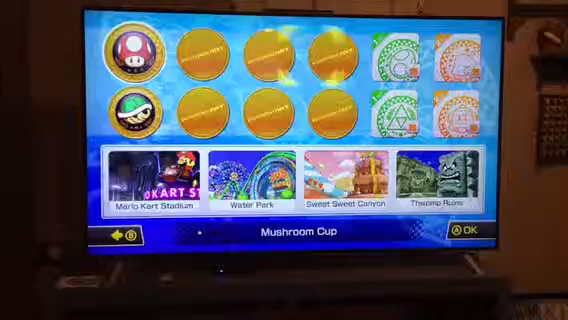 Mario Kart Stadium
Water Park
Sweet Sweet Canyon
Thwomp Ruins
B
Mushroom Cup
A OK